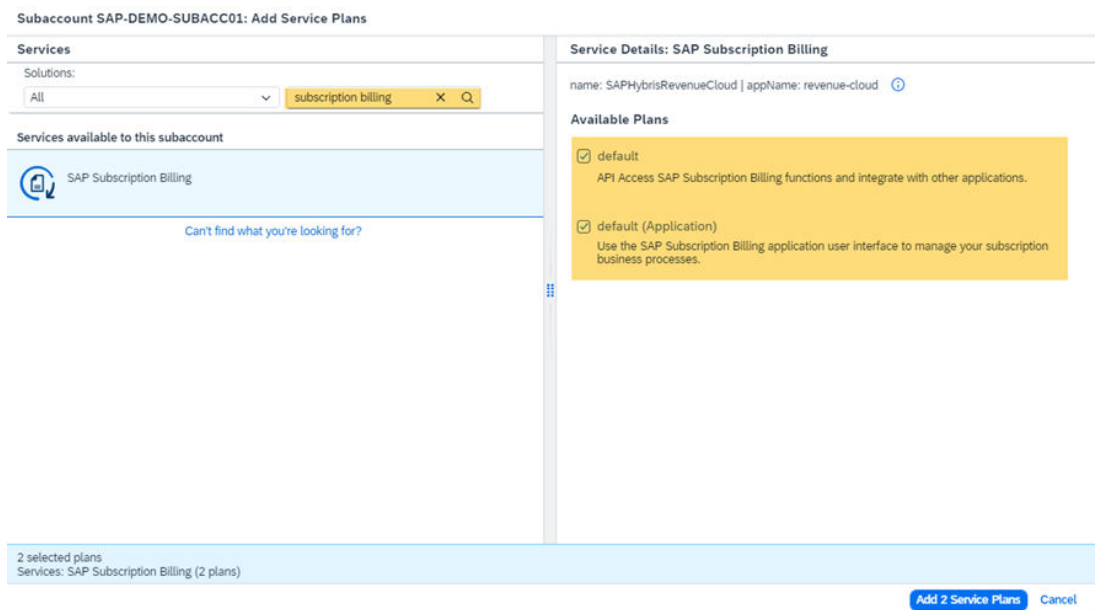 Subaccount SAP-DEMO-SUBACC01: Add Service Plans
Services
Solutions:
All
subscription billing
Services available to this subaccount
SAP Subscription Billing
Can't find what you're looking for?
Service Details: SAP Subscription Billing
name: SAPHybrisRevenueCloud | appName: revenue-cloud
Available Plans
default
API Access SAP Subscription Billing functions and integrate with other applications.
default (Application)
Use the SAP Subscription Billing application user interface to manage your subscription
business processes.
2 selected plans
Services: SAP Subscription Billing (2 plans)
Add 2 Service Plans
Cancel